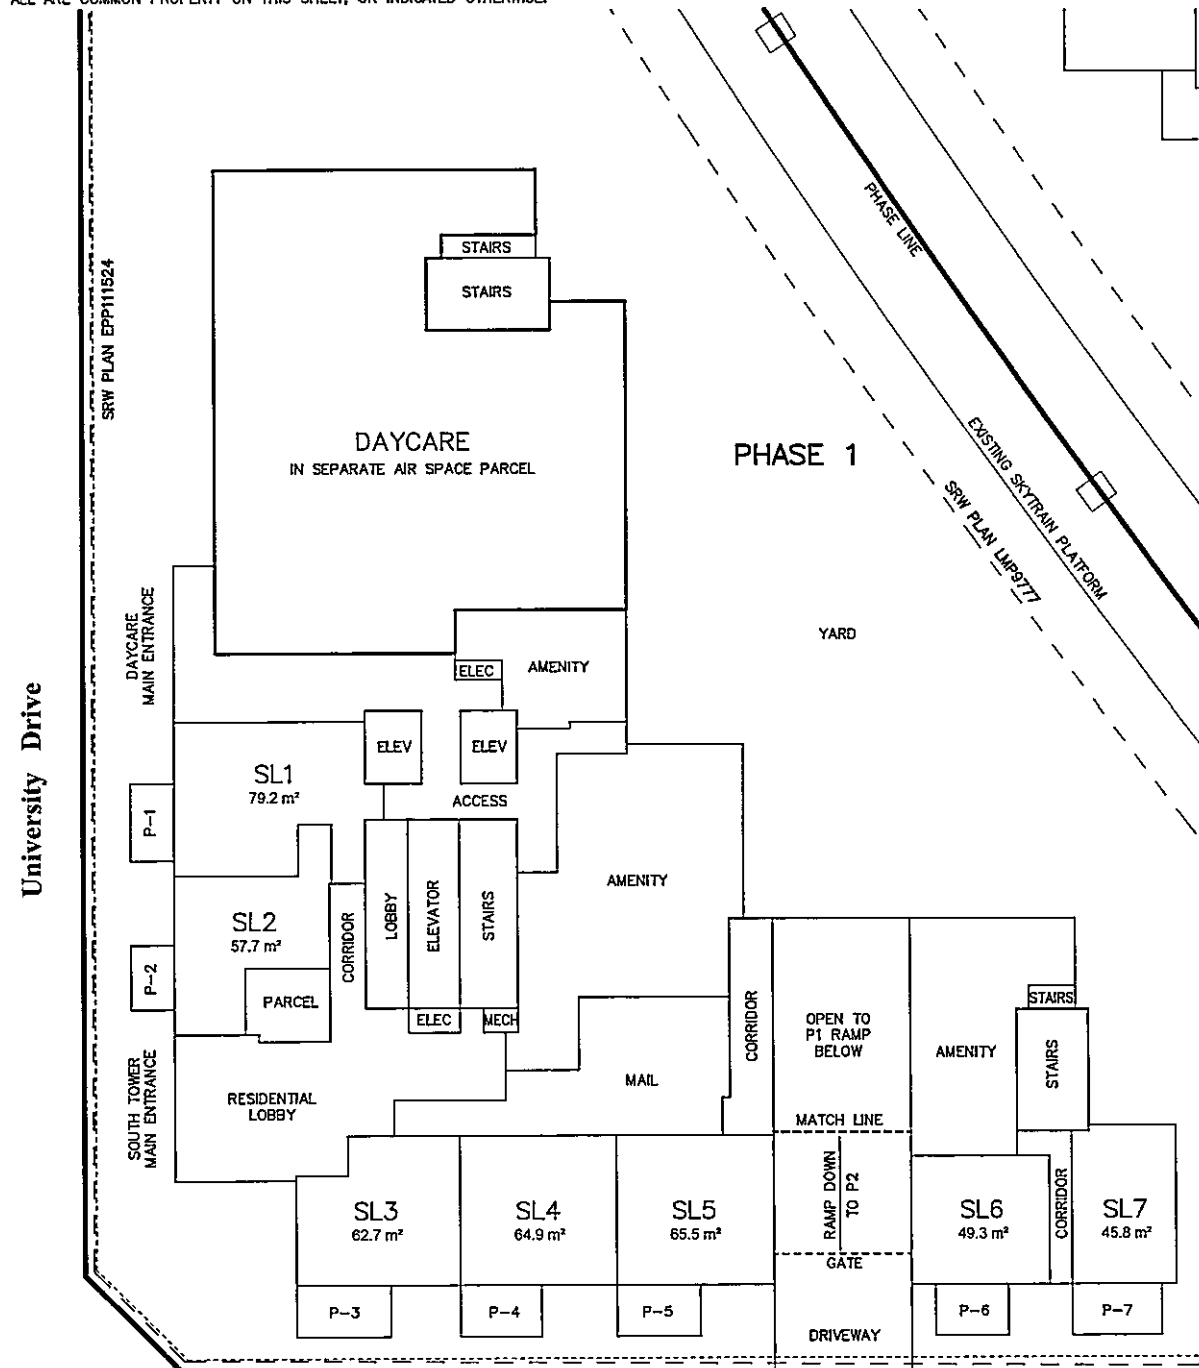 ALL ARE COMMON PROPERTY ON THIS SHEET, OR INDICATED OTHERWISE.
SRW PLAN EPP111524
PHASE LINE
STAIRS
STAIRS
DAYCARE
IN SEPARATE AIR SPACE PARCEL
PHASE 1
EXISTING SKYTRAIN PLATFORM
SRW PLAN LMP9777
YARD
DAYCARE
MAIN ENTRANCE
University Drive
ELEC
AMENITY
ELEV
ELEV
SL1
79.2 m²
ACCESS
P-1
SL2
57.7 m²
P-2
PARCEL
CORRIDOR
LOBBY
ELEVATOR
STAIRS
ELEC
MECH
AMENITY
SOUTH TOWER
MAIN ENTRANCE
RESIDENTIAL
LOBBY
MAIL
CORRIDOR
OPEN TO
P1 RAMP
BELOW
AMENITY
STAIRS
STAIRS
MATCH LINE
RAMP DOWN
TO P2
GATE
DRIVEWAY
SL3
62.7 m²
SL4
64.9 m²
SL5
65.5 m²
SL6
49.3 m²
CORRIDOR
SL7
45.8 m²
P-3
P-4
P-5
P-6
P-7